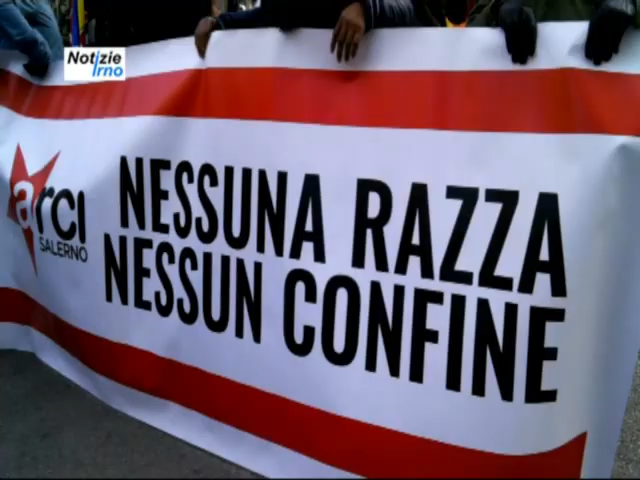 Notizie
Irno
arci
SALERNO
NESSUNA RAZZA
NESSUN CONFINE